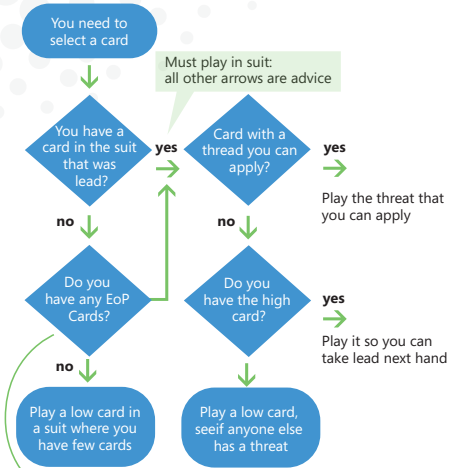 You need to
select a card
Must play in suit:
all other arrows are advice
You have a
card in the suit
that was
lead?
yes
Card with a
thread you can
apply?
yes
Play the threat that
you can apply
no
no
Do you
have any EoP
Cards?
Do you
have the high
card?
yes
Play it so you can
take lead next hand
no
Play a low card in
a suit where you
have few cards
Play a low card,
seeif anyone else
has a threat